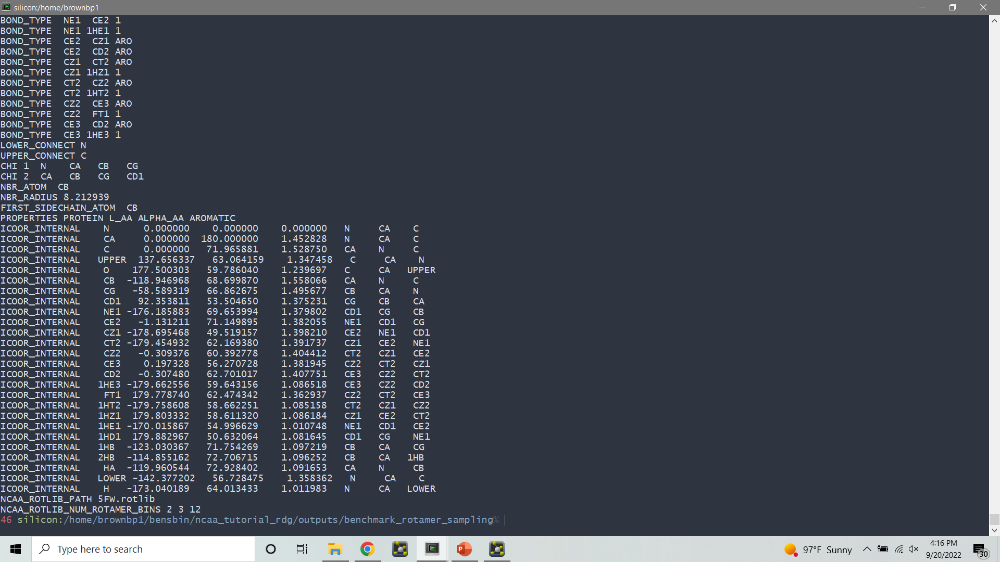 silicon:/home/brownbp1
BOND_TYPE  NE1  CE2 1
BOND_TYPE  NE1 1HE1 1
BOND_TYPE  CE2  CZ1 ARO
BOND_TYPE  CE2  CD2 ARO
BOND_TYPE  CZ1  CT2 ARO
BOND_TYPE  CZ1 1HZ1 1
BOND_TYPE  CT2  CZ2 ARO
BOND_TYPE  CT2 1HT2 1
BOND_TYPE  CZ2  CE3 ARO
BOND_TYPE  CZ2  FT1 1
BOND_TYPE  CE3  CD2 ARO
BOND_TYPE  CE3 1HE3 1
LOWER_CONNECT N
UPPER_CONNECT C
CHI 1  N    CA   CB   CG
CHI 2  CA   CB   CG   CD1
NBR_ATOM  CB
NBR_RADIUS 8.212939
FIRST_SIDECHAIN_ATOM  CB
PROPERTIES PROTEIN L_AA ALPHA_AA AROMATIC
ICOOR_INTERNAL    N      0.000000    0.000000    0.000000   N     CA    C
ICOOR_INTERNAL    CA     0.000000  180.000000    1.452828   N     CA    C
ICOOR_INTERNAL    C      0.000000   71.965881    1.528750   CA    N     C
ICOOR_INTERNAL   UPPER  137.656337   63.064159    1.347458   C     CA    N
ICOOR_INTERNAL    O    177.500303   59.786040    1.239697   C     CA   UPPER
ICOOR_INTERNAL    CB  -118.946968   68.699870    1.558066   CA    N     C
ICOOR_INTERNAL    CG   -58.589319   66.862675    1.495677   CB    CA    N
ICOOR_INTERNAL    CD1   92.353811   53.504650    1.375231   CG    CB    CA
ICOOR_INTERNAL    NE1 -176.185883   69.653994    1.379802   CD1   CG    CB
ICOOR_INTERNAL    CE2   -1.131211   71.149895    1.382055   NE1   CD1   CG
ICOOR_INTERNAL    CZ1 -178.695468   49.519157    1.398210   CE2   NE1   CD1
ICOOR_INTERNAL    CT2 -179.454932   62.169380    1.391737   CZ1   CE2   NE1
ICOOR_INTERNAL    CZ2   -0.309376   60.392778    1.404412   CT2   CZ1   CE2
ICOOR_INTERNAL    CE3    0.197328   56.270728    1.381945   CZ2   CT2   CZ1
ICOOR_INTERNAL    CD2   -0.307480   62.701017    1.407751   CE3   CZ2   CT2
ICOOR_INTERNAL   1HE3 -179.662556   59.643156    1.086518   CE3   CZ2   CD2
ICOOR_INTERNAL    FT1  179.778740   62.474342    1.362937   CZ2   CT2   CE3
ICOOR_INTERNAL   1HT2 -179.758608   58.662251    1.085158   CT2   CZ1   CZ2
ICOOR_INTERNAL   1HZ1  179.803332   58.611320    1.086184   CZ1   CE2   CT2
ICOOR_INTERNAL   1HE1 -170.015867   54.996629    1.010748   NE1   CD1   CE2
ICOOR_INTERNAL   1HD1  179.882967   50.632064    1.081645   CD1   CG    NE1
ICOOR_INTERNAL   1HB  -123.030367   71.754269    1.097219   CB    CA    CG
ICOOR_INTERNAL   2HB  -114.855162   72.706715    1.096252   CB    CA   1HB
ICOOR_INTERNAL    HA  -119.960544   72.928402    1.091653   CA    N     CB
ICOOR_INTERNAL   LOWER -142.377202   56.728475    1.358362   N     CA    C
ICOOR_INTERNAL    H   -173.040189   64.013433    1.011983   N     CA   LOWER
NCAA_ROTLIB_PATH 5FW.rotlib
NCAA_ROTLIB_NUM_ROTAMER_BINS 2 3 12
46 silicon:/home/brownbp1/bensbin/ncaa_tutorial_rdg/outputs/benchmark_rotamer_sampling%
Type here to search
97°F Sunny
4:16 PM
9/20/2022
30